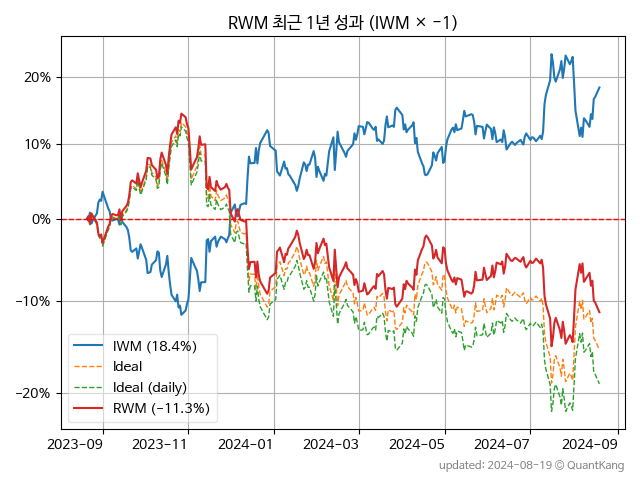 RWM 최근 1년 성과 (IWM × −1)
20%
10%
0%
−10%
−20%
IWM (18.4%)
Ideal
Ideal (daily)
RWM (−11.3%)
2023−09
2023−11
2024−01
2024−03
2024−05
2024−07
2024−09
updated: 2024-08-19 © QuantKang